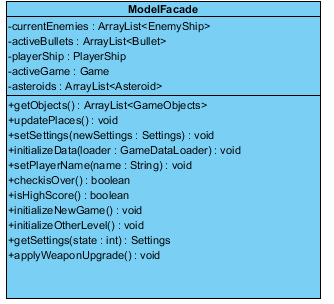 ModelFacade
-currentEnemies : ArrayList<EnemyShip>
-activeBullets : ArrayList<Bullet>
-playerShip : PlayerShip
-activeGame : Game
-asteroids : ArrayList<Asteroid>
+getObjects() : ArrayList<GameObjects>
+updatePlaces() : void
+setSettings(newSettings : Settings) : void
+initializeData(loader : GameDataLoader) : void
+setPlayerName(name : String) : void
+checkisOver() : boolean
+isHighScore() : boolean
+initializeNewGame() : void
+initializeOtherLevel() : void
+getSettings(state : int) : Settings
+applyWeaponUpgrade() : void